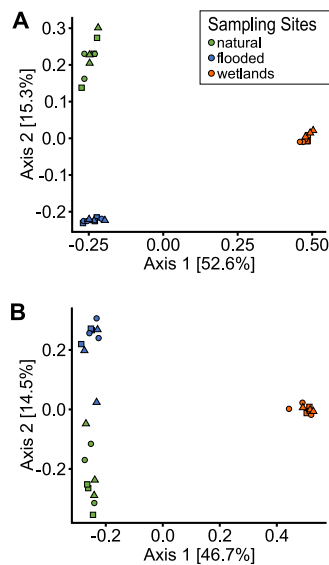 A
Sampling Sites
natural
flooded
wetlands
0.3
0.2
0.1
0.0
-0.2
Axis 2 [15.3%]
-0.25 0.00 0.25 0.50
Axis 1 [52.6%]
B
0.2
0.0
-0.2
Axis 2 [14.5%]
-0.2 0.0 0.2 0.4
Axis 1 [46.7%]